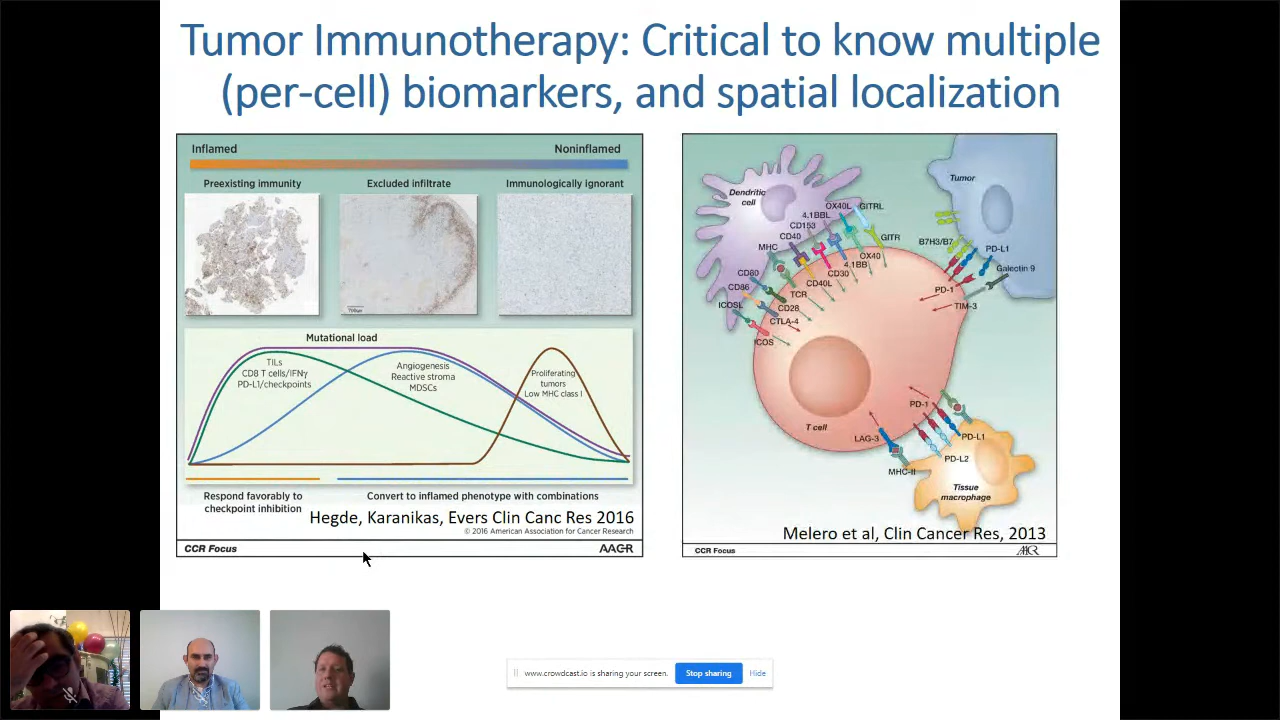 Tumor Immunotherapy: Critical to know multiple
(per-cell) biomarkers, and spatial localization
Inflamed
Noninflamed
Preexisting immunity
Excluded infiltrate
Immunologically ignorant
Mutational load
TILs
CD8 T cells/IFNγ
PD-L1/checkpoints
Angiogenesis
Reactive stroma
MDSCs
Proliferating
tumors
Low MHC class I
Respond favorably to
checkpoint inhibition
Convert to inflamed phenotype with combinations
Hegde, Karanikas, Evers Clin Canc Res 2016
© 2016 American Association for Cancer Research
CCR Focus
AACR
Dendritic
cell
Tumor
OX40L
GITRL
4.1BBL
CD153
CD40
MHC
CD80
CD86
ICOSL
GITR
OX40
4.1BB
CD30
CD40L
TCR
CD28
CTLA-4
ICOS
B7H3/B7
PD-L1
Galectin 9
PD-1
TIM-3
T cell
PD-1
LAG-3
PD-L1
PD-L2
MHC-II
Tissue
macrophage
Melero et al, Clin Cancer Res, 2013
CCR Focus
AACR
www.crowdcast.io is sharing your screen.
Stop sharing
Hide